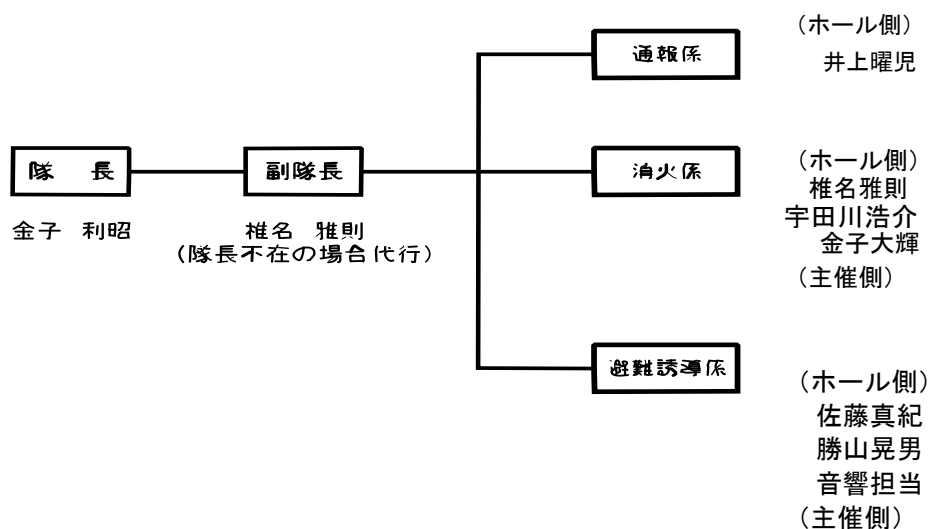 隊　長
金子　利昭
副隊長
椎名　雅則
(隊長不在の場合代行)
通報係
(ホール側)
井上曜児
消火係
(ホール側)
椎名雅則
宇田川浩介
金子大輝
(主催側)
避難誘導係
(ホール側)
佐藤真紀
勝山晃男
音響担当
(主催側)